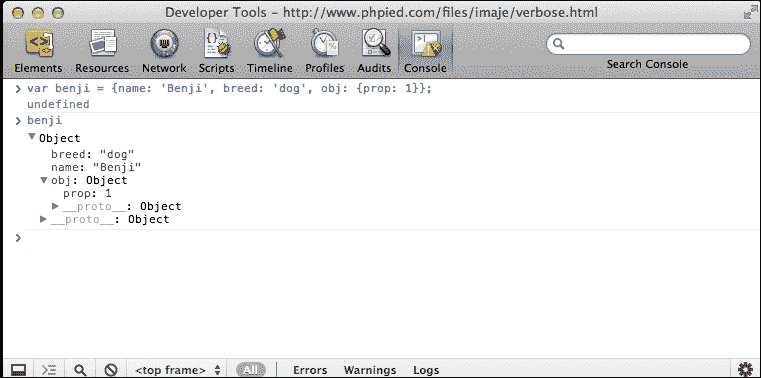 Developer Tools – http://www.phpied.com/files/imaje/verbose.html
Elements Resources Network Scripts Timeline Profiles Audits Console
Search Console
> var benji = {name: 'Benji', breed: 'dog', obj: {prop: 1}};
undefined
> benji
▼ Object
breed: "dog"
name: "Benji"
▼ obj: Object
prop: 1
▶ __proto__: Object
▶ __proto__: Object
>
<top frame> All Errors Warnings Logs